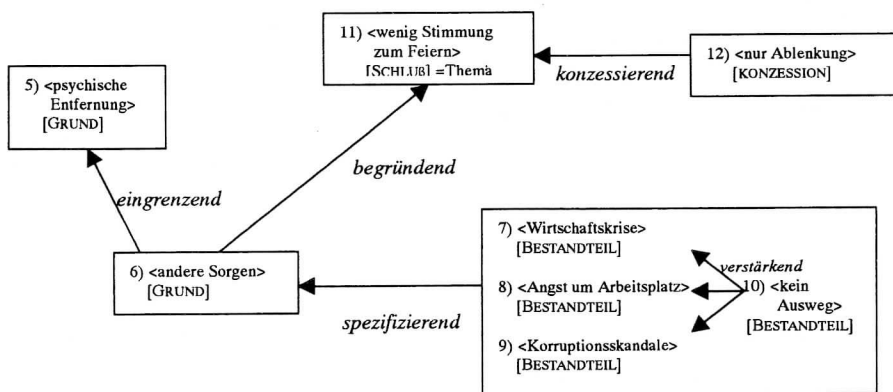 11) <wenig Stimmung
zum Feiern>
[SCHLUß] =Thema
12) <nur Ablenkung>
[KONZESSION]
konzessierend
5) <psychische
Entfernung>
[GRUND]
begründend
eingrenzend
6) <andere Sorgen>
[GRUND]
spezifizierend
7) <Wirtschaftskrise>
[BESTANDTEIL]
verstärkend
8) <Angst um Arbeitsplatz>
[BESTANDTEIL]
10) <kein
Ausweg>
[BESTANDTEIL]
9) <Korruptionsskandale>
[BESTANDTEIL]